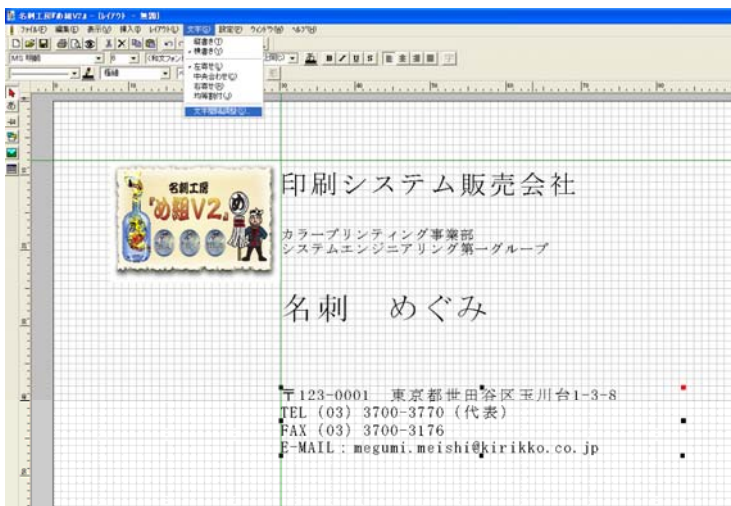 名刺工房『め組V2』 - [レイアウト - 無題]
ファイル(F) 編集(E) 表示(V) 挿入(I) レイアウト(L) 文字(C) 設定(T) ウィンドウ(W) ヘルプ(H)
縦書き(T)
横書き(Y)
左寄せ(L)
中央合わせ(C)
右寄せ(R)
均等割付(J)
文字間隔調整(S)...
MS 明朝
B I U S
極細
名刺工房
『め組V2』
め
印刷システム販売会社
カラープリンティング事業部
システムエンジニアリング第一グループ
名刺 めぐみ
〒123-0001 東京都世田谷区玉川台1-3-8
TEL (03) 3700-3770 (代表)
FAX (03) 3700-3176
E-MAIL : megumi.meishi@kirikko.co.jp